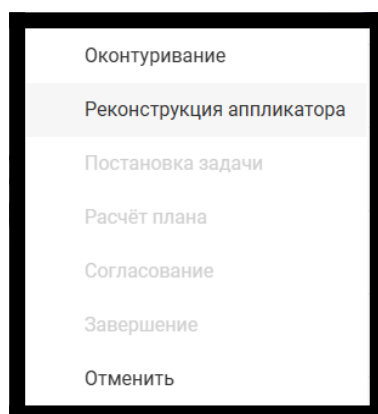 Оконтуривание
Реконструкция аппликатора
Постановка задачи
Расчёт плана
Согласование
Завершение
Отменить